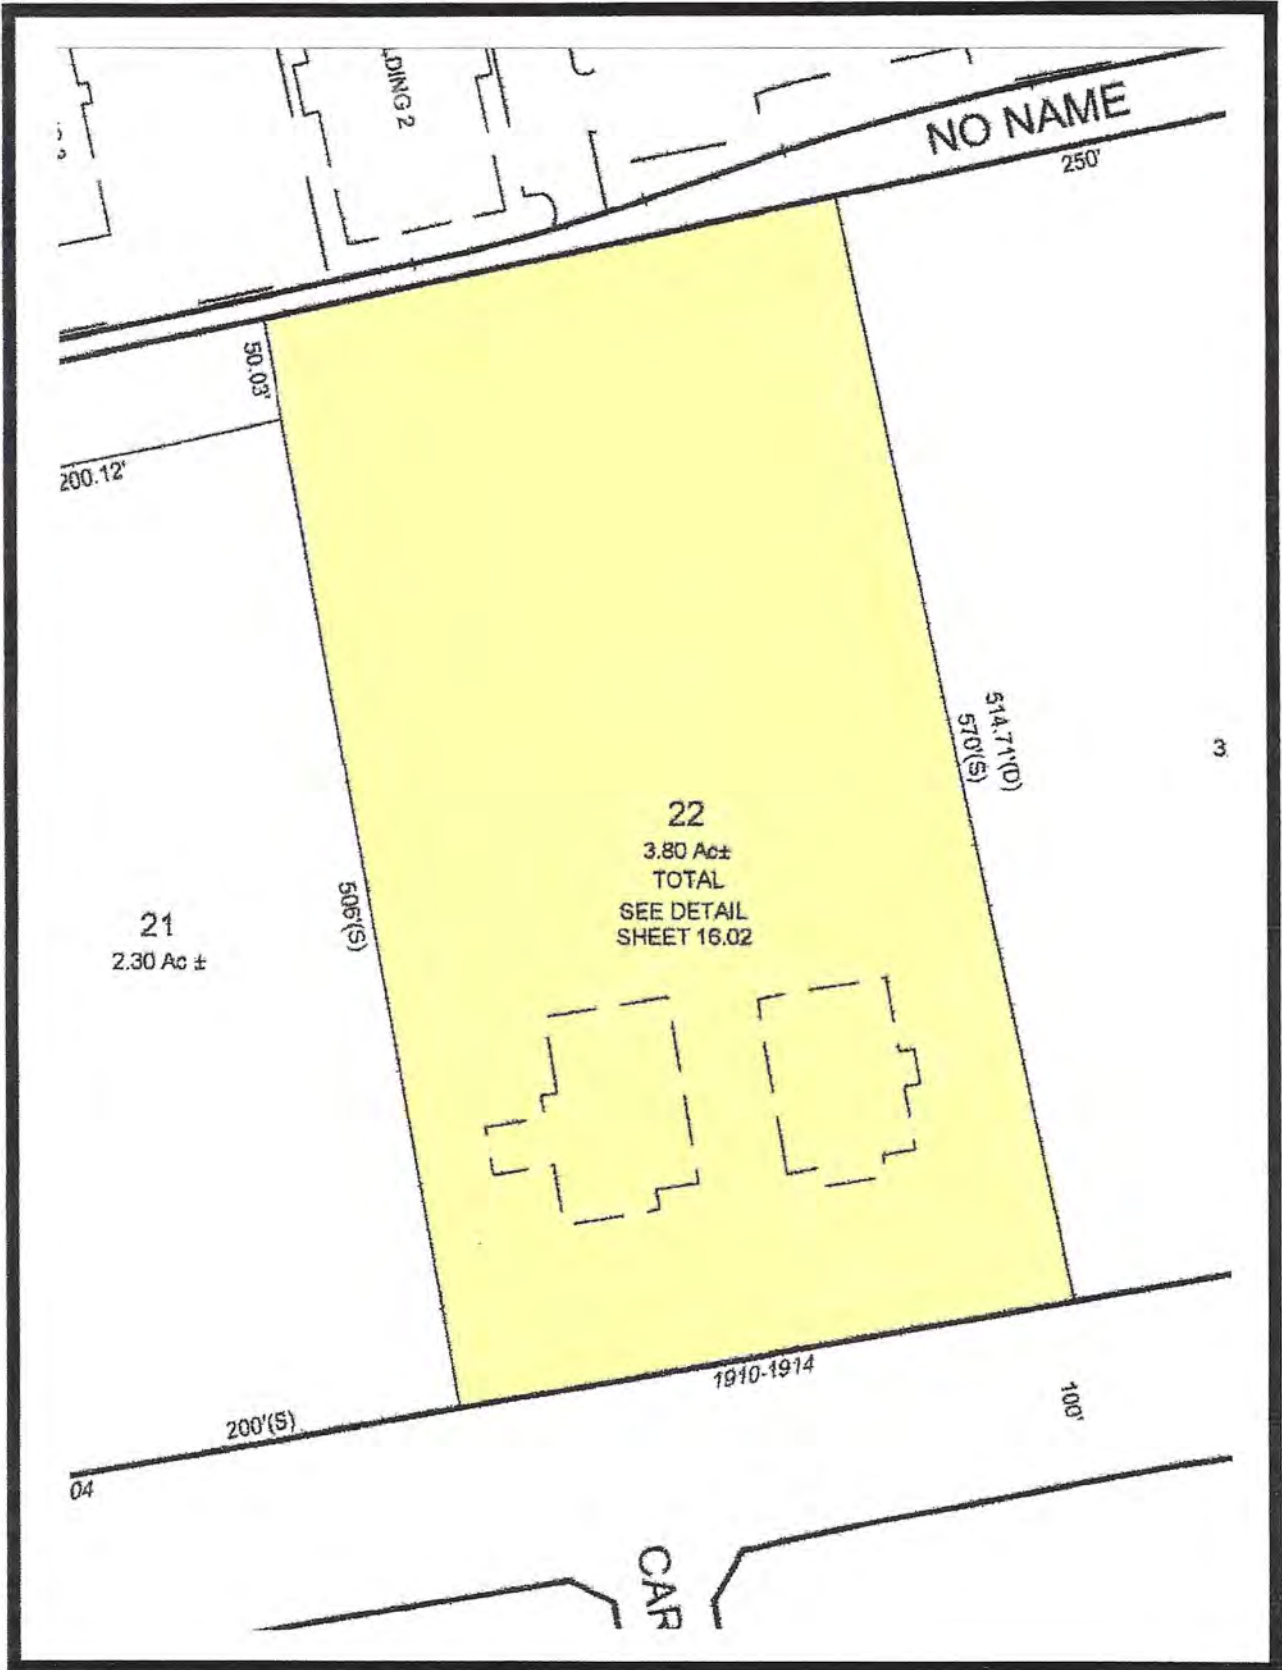 DING 2
NO NAME
250'
50.03'
200.12'
514.71'(D)
570'(S)
3
22
3.80 Ac±
TOTAL
SEE DETAIL
SHEET 16.02
506'(S)
21
2.30 Ac ±
1910-1914
100'
200'(S)
04
CAR